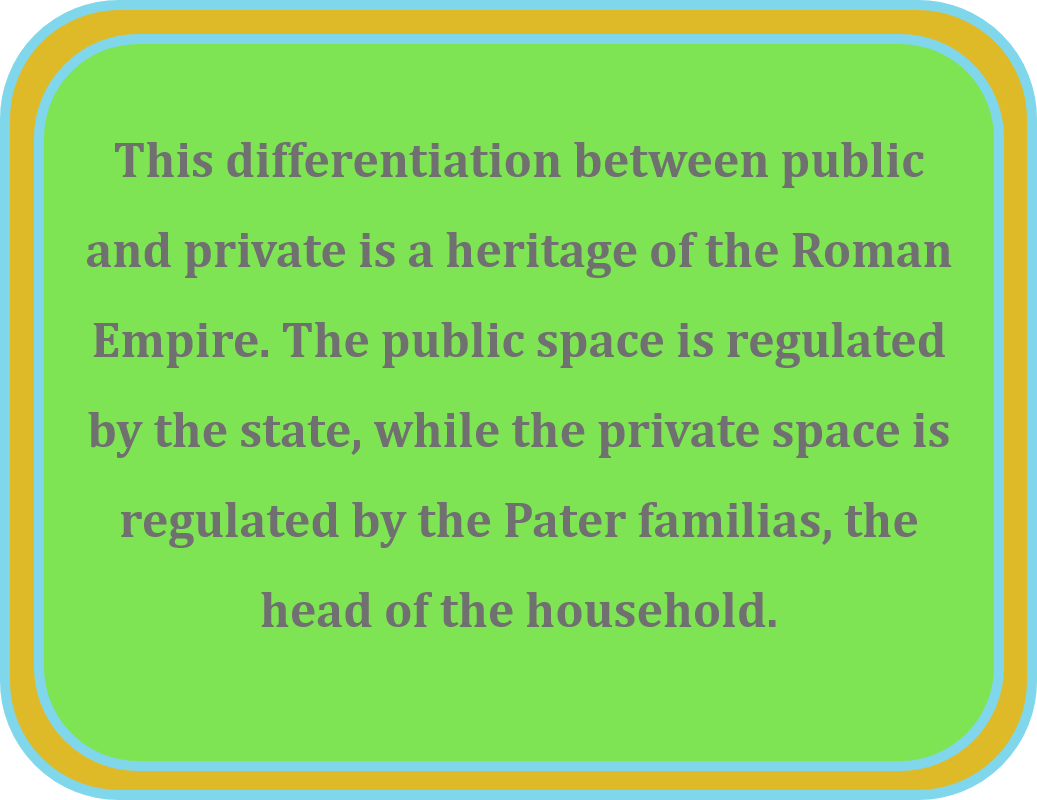 This differentiation between public
and private is a heritage of the Roman
Empire. The public space is regulated
by the state, while the private space is
regulated by the Pater familias, the
head of the household.